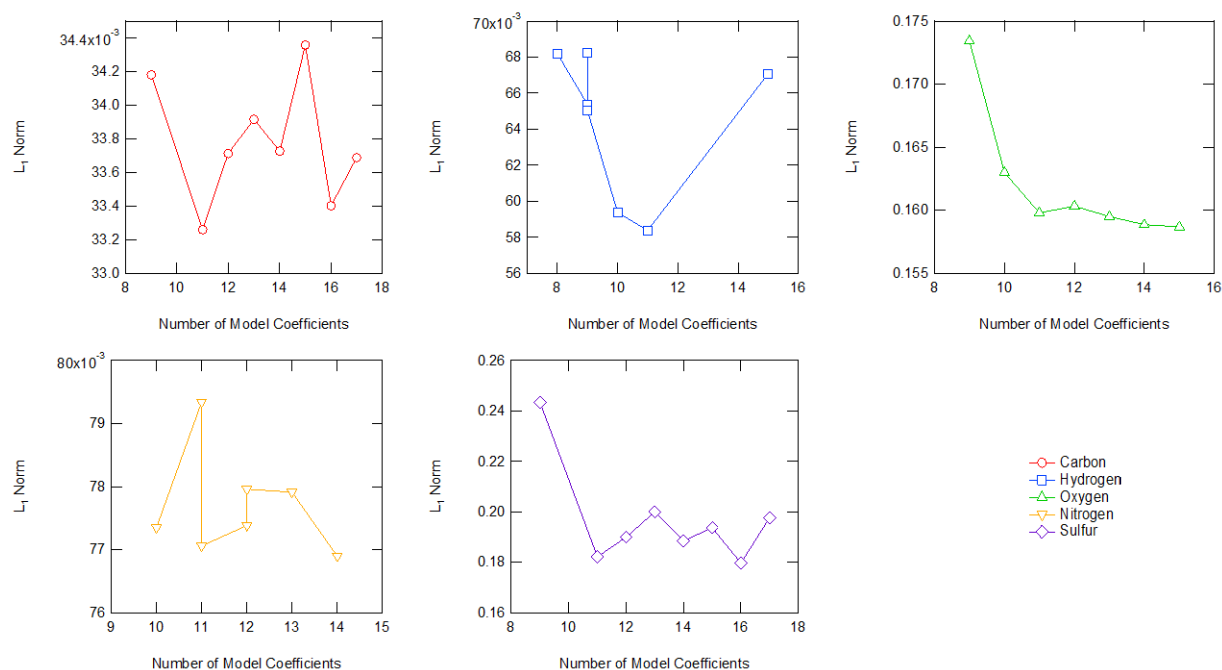 34.4x10⁻³
34.2
34.0
33.8
33.6
33.4
33.2
33.0
L₁ Norm
8 10 12 14 16 18
Number of Model Coefficients
70x10⁻³
68
66
64
62
60
58
56
L₁ Norm
8 10 12 14 16
Number of Model Coefficients
0.175
0.170
0.165
0.160
0.155
L₁ Norm
8 10 12 14 16
Number of Model Coefficients
80x10⁻³
79
78
77
76
L₁ Norm
9 10 11 12 13 14 15
Number of Model Coefficients
0.26
0.24
0.22
0.20
0.18
0.16
L₁ Norm
8 10 12 14 16 18
Number of Model Coefficients
Carbon
Hydrogen
Oxygen
Nitrogen
Sulfur